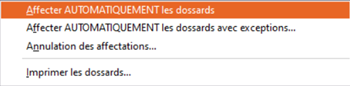 Affecter AUTOMATIQUEMENT les dossards
Affecter AUTOMATIQUEMENT les dossards avec exceptions...
Annulation des affectations...
Imprimer les dossards...